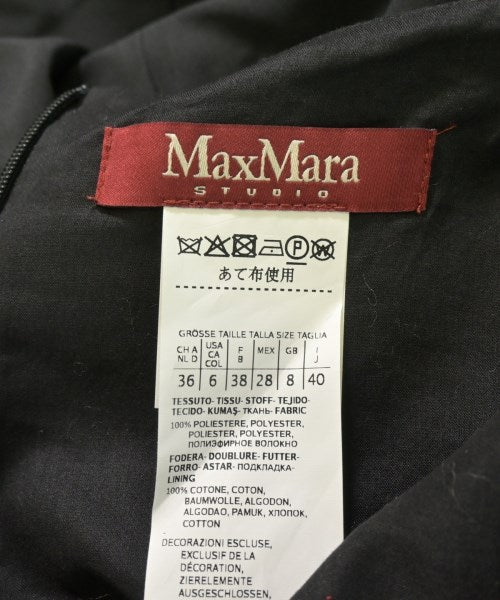 MaxMara
STUDIO
P W
あて布使用
GRÖSSE TAILLE TALLA SIZE TAGLIA
CH A NL D USA CA COL F B MEX GB I J
36 6 38 28 8 40
TESSUTO- TISSU- STOFF- TEJIDO-
TECIDO- KUMAŞ- ТКАНЬ- FABRIC
100% POLIESTERE, POLYESTER,
POLIESTER, POLYESTER,
ПОЛИЭФИРНОЕ ВОЛОКНО
FODERA- DOUBLURE- FUTTER-
FORRO- ASTAR- ПОДКЛАДКА-
LINING
100% COTONE, COTON,
BAUMWOLLE, ALGODON,
ALGODAO, PAMUK, ХЛОПОК,
COTTON
DECORAZIONI ESCLUSE,
EXCLUSIF DE LA
DÉCORATION,
ZIERELEMENTE
AUSGESCHLOSSEN,